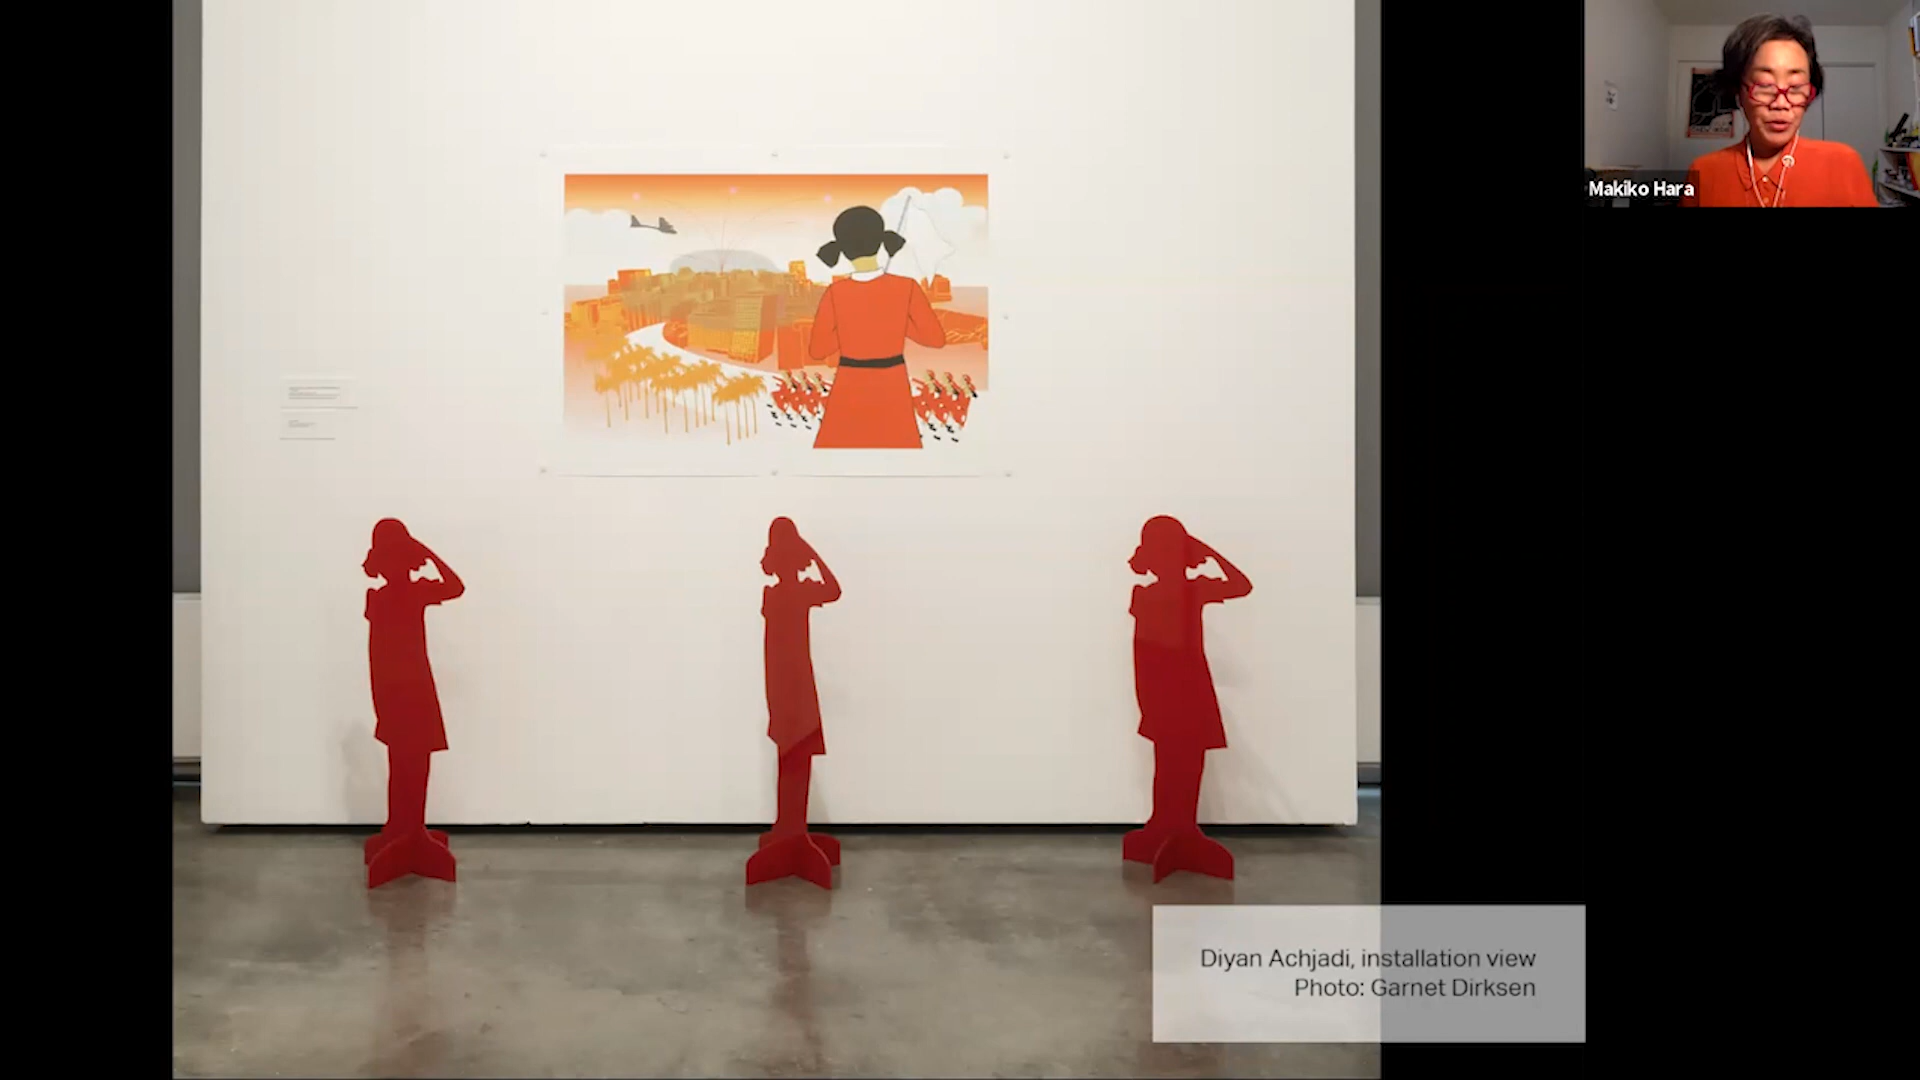 Makiko Hara
Diyan Achjadi, installation view
Photo: Garnet Dirksen